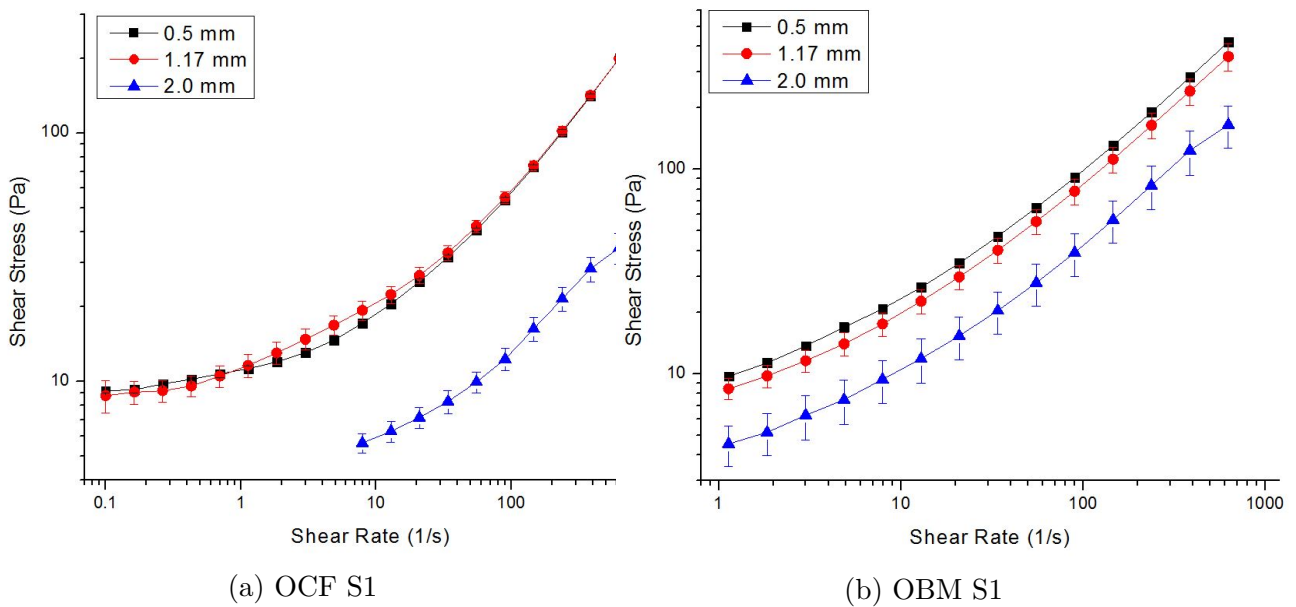 0.5 mm
1.17 mm
2.0 mm
100
10
Shear Stress (Pa)
0.1
1
10
100
Shear Rate (1/s)
(a) OCF S1
0.5 mm
1.17 mm
2.0 mm
100
10
Shear Stress (Pa)
1
10
100
1000
Shear Rate (1/s)
(b) OBM S1